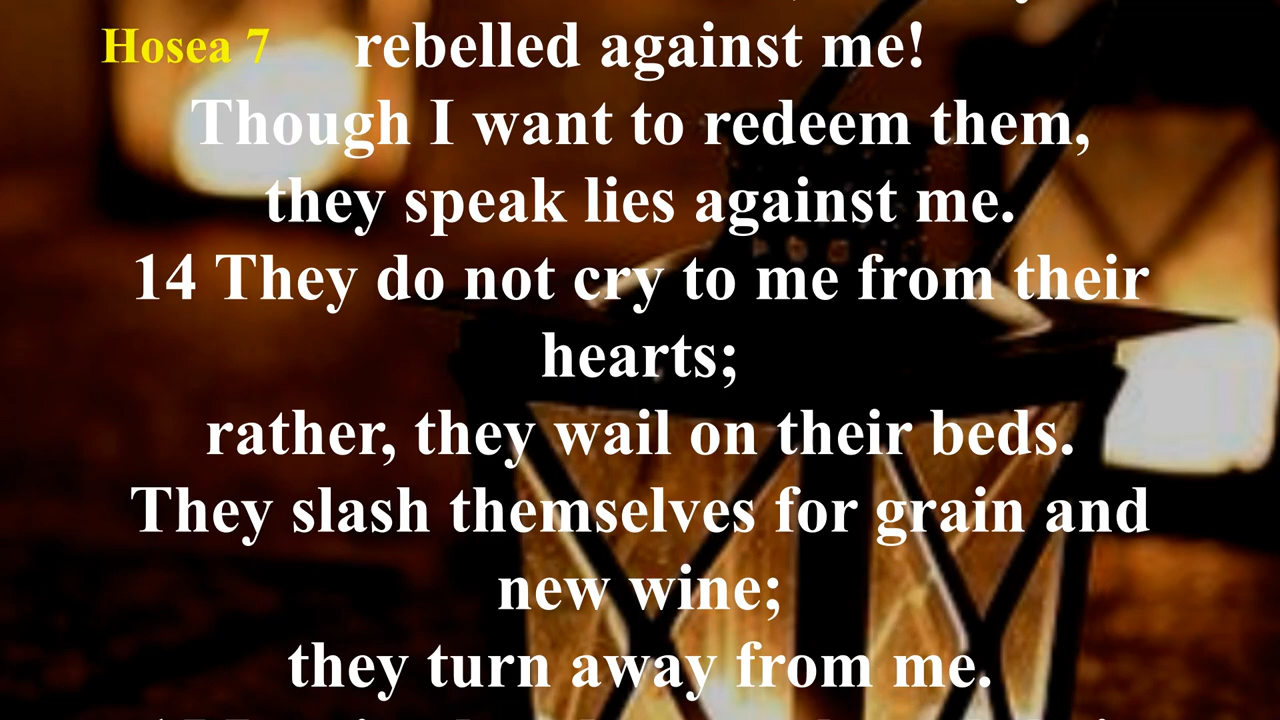 Hosea 7
rebelled against me!
Though I want to redeem them,
they speak lies against me.
14 They do not cry to me from their
hearts;
rather, they wail on their beds.
They slash themselves for grain and
new wine;
they turn away from me.